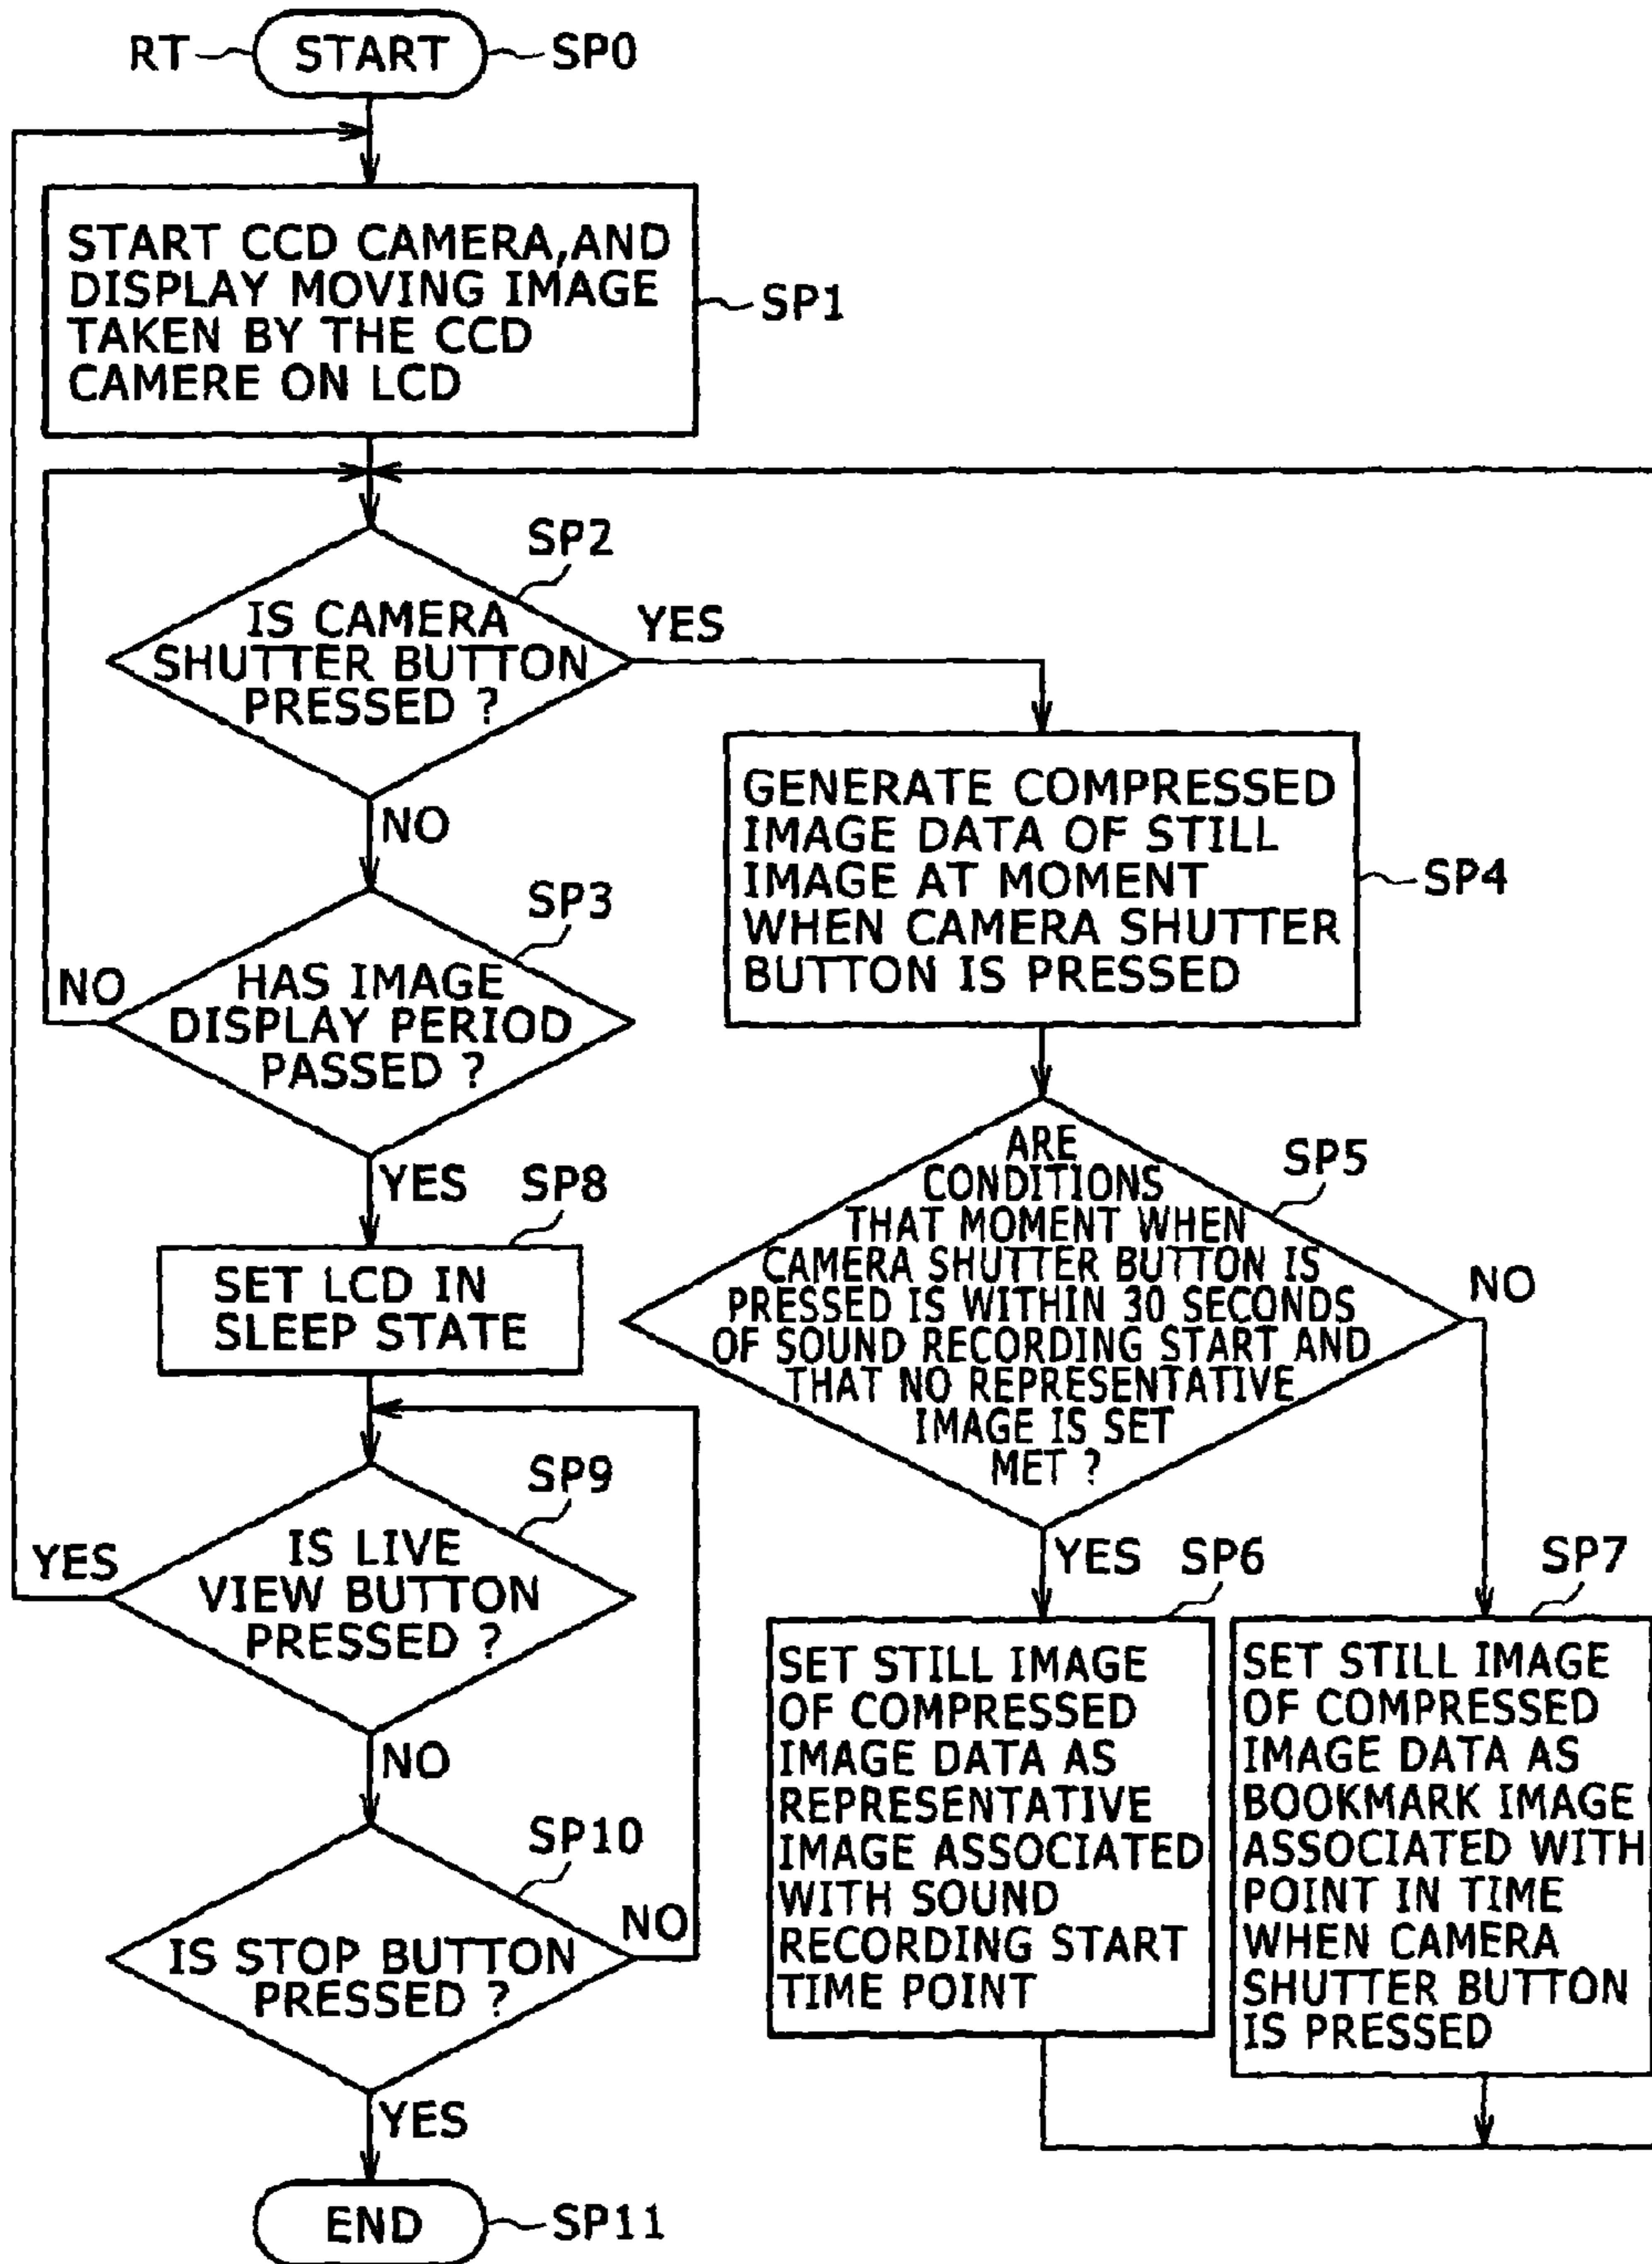 RT
START
SP0
START CCD CAMERA,AND
DISPLAY MOVING IMAGE
TAKEN BY THE CCD
CAMERE ON LCD
SP1
SP2
IS CAMERA
SHUTTER BUTTON
PRESSED ?
YES
NO
SP3
HAS IMAGE
DISPLAY PERIOD
PASSED ?
NO
YES
GENERATE COMPRESSED
IMAGE DATA OF STILL
IMAGE AT MOMENT
WHEN CAMERA SHUTTER
BUTTON IS PRESSED
SP4
ARE
CONDITIONS
THAT MOMENT WHEN
CAMERA SHUTTER BUTTON IS
PRESSED IS WITHIN 30 SECONDS
OF SOUND RECORDING START AND
THAT NO REPRESENTATIVE
IMAGE IS SET
MET ?
SP5
NO
YES
SP6
SET STILL IMAGE
OF COMPRESSED
IMAGE DATA AS
REPRESENTATIVE
IMAGE ASSOCIATED
WITH SOUND
RECORDING START
TIME POINT
SP7
SET STILL IMAGE
OF COMPRESSED
IMAGE DATA AS
BOOKMARK IMAGE
ASSOCIATED WITH
POINT IN TIME
WHEN CAMERA
SHUTTER BUTTON
IS PRESSED
SP8
SET LCD IN
SLEEP STATE
SP9
IS LIVE
VIEW BUTTON
PRESSED ?
YES
NO
SP10
IS STOP BUTTON
PRESSED ?
NO
YES
END
SP11